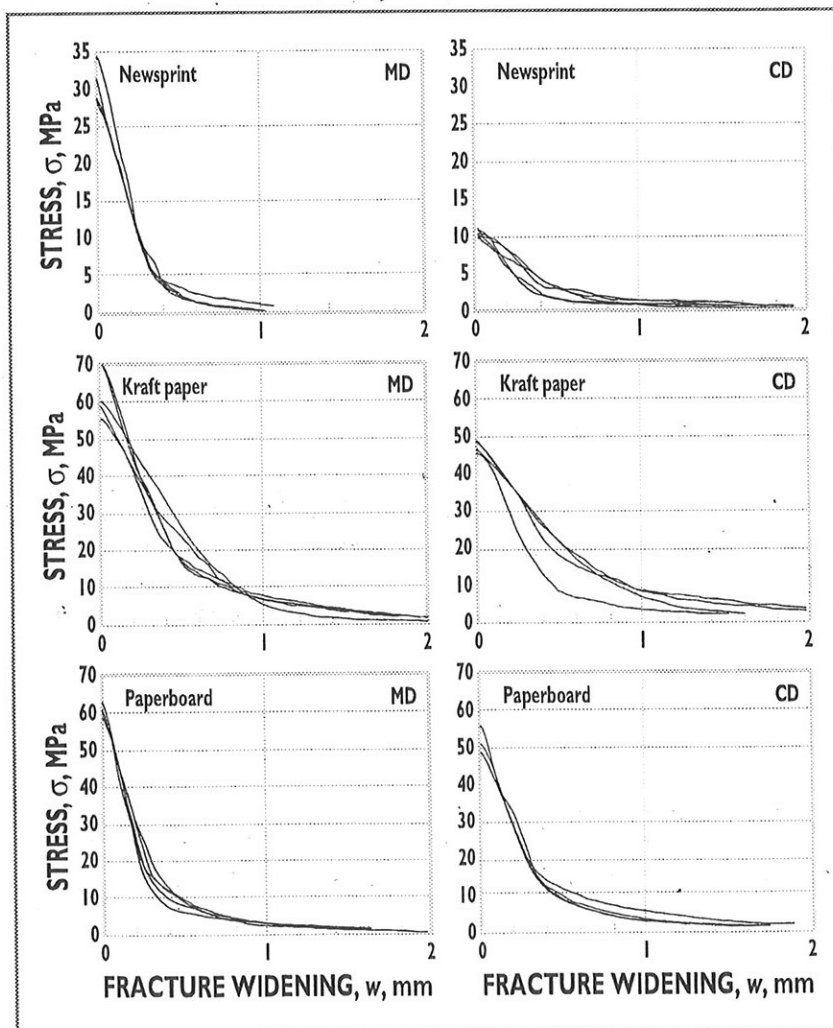 Newsprint MD
Newsprint CD
STRESS, σ, MPa
35
30
25
20
15
10
5
0
0 1 2
35
30
25
20
15
10
5
0
0 1 2
Kraft paper MD
Kraft paper CD
STRESS, σ, MPa
70
60
50
40
30
20
10
0
0 1 2
70
60
50
40
30
20
10
0
0 1 2
Paperboard MD
Paperboard CD
STRESS, σ, MPa
70
60
50
40
30
20
10
0
0 1 2
70
60
50
40
30
20
10
0
0 1 2
FRACTURE WIDENING, w, mm
FRACTURE WIDENING, w, mm